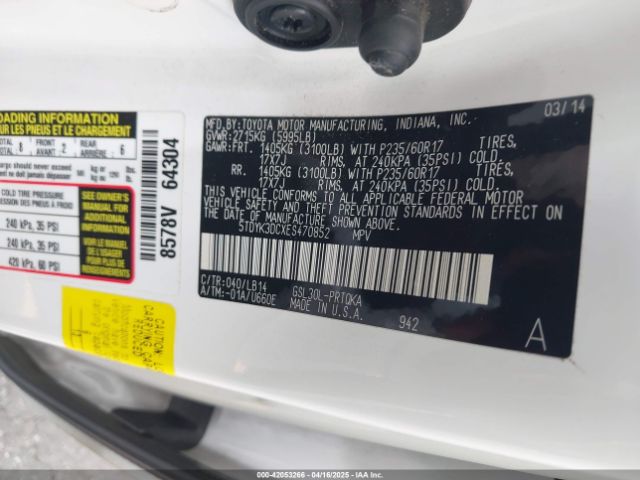 LOADING INFORMATION
SUR LES PNEUS ET LE CHARGEMENT
Total 8 FRONT AVANT 2 REAR ARRIÈRE 6
COLD TIRE PRESSURE
240 kPa, 35 PSI
240 kPa, 35 PSI
420 kPa, 60 PSI
SEE OWNER'S
MANUAL FOR
ADDITIONAL
INFORMATION
8578V 64304
MFD.BY:TOYOTA MOTOR MANUFACTURING, INDIANA, INC. 03/14
GVWR:2715KG (5995LB)
GAWR:FRT. 1405KG (3100LB) WITH P235/60R17 TIRES,
17X7J RIMS, AT 240KPA (35PSI) COLD.
RR. 1405KG (3100LB) WITH P235/60R17 TIRES,
17X7J RIMS, AT 240KPA (35PSI) COLD.
THIS VEHICLE CONFORMS TO ALL APPLICABLE FEDERAL MOTOR
VEHICLE SAFETY STANDARDS IN EFFECT ON THE DATE OF
MANUFACTURE SHOWN ABOVE.
5TDYK3DCXES470852 MPV
C/TR:040/LB14
A/TM:-01A/U660E GSL30L-PRTQKA
MADE IN U.S.A.
942 A
IAA Branch - Stock#: 000-42053266 - 04/16/2025 - IAA Inc.